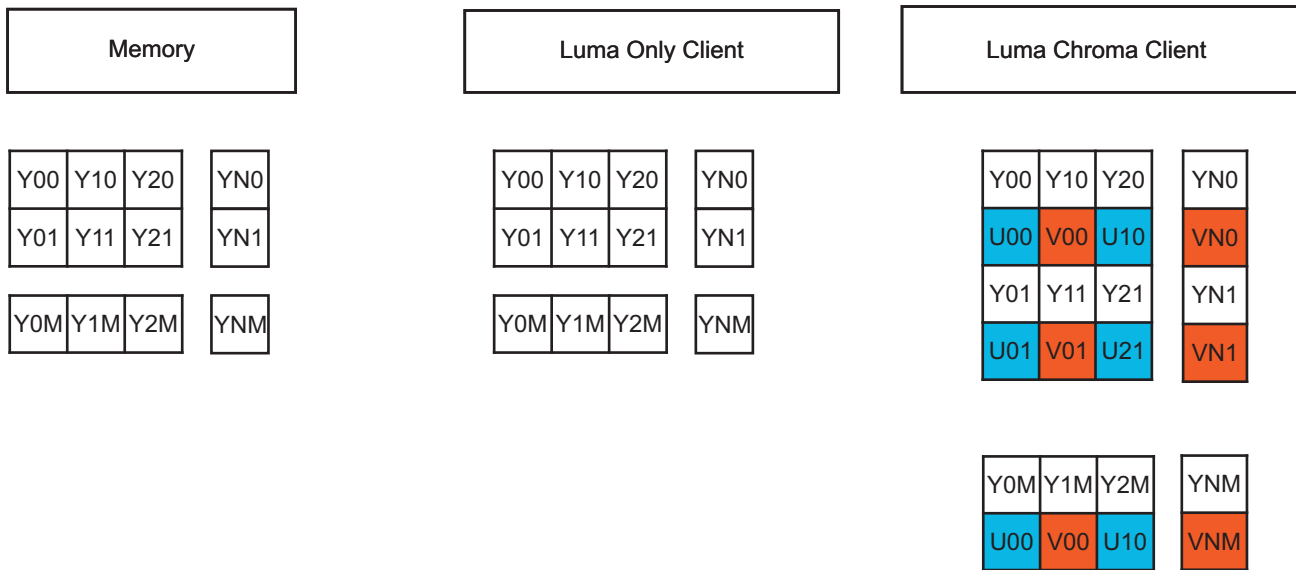 Memory
Luma Only Client
Luma Chroma Client
Y00 Y10 Y20 YN0
Y01 Y11 Y21 YN1
Y0M Y1M Y2M YNM
Y00 Y10 Y20 YN0
Y01 Y11 Y21 YN1
Y0M Y1M Y2M YNM
Y00 Y10 Y20 YN0
U00 V00 U10 VN0
Y01 Y11 Y21 YN1
U01 V01 U21 VN1
Y0M Y1M Y2M YNM
U00 V00 U10 VNM